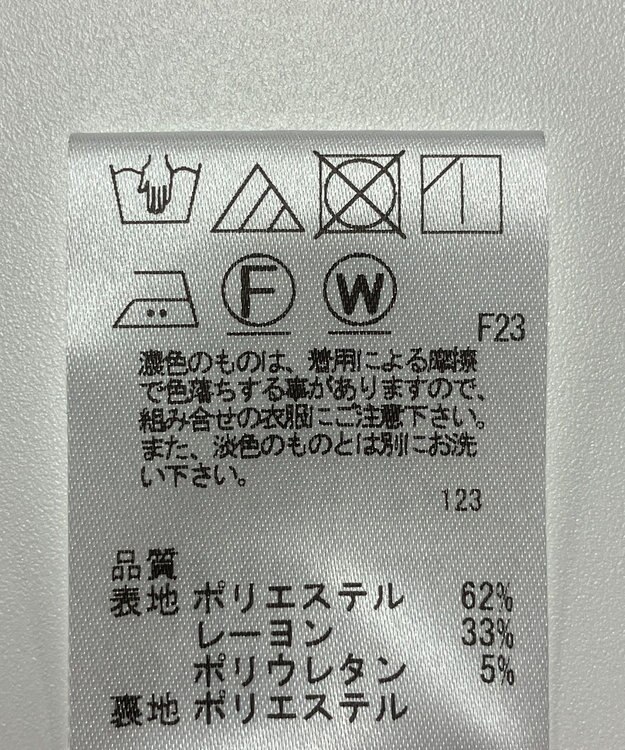 F W F23
濃色のものは、着用による摩擦
で色落ちする事がありますので、
組み合せの衣服にご注意下さい。
また、淡色のものとは別にお洗
い下さい。
123
品質
表地 ポリエステル 62%
レーヨン 33%
ポリウレタン 5%
裏地 ポリエステル